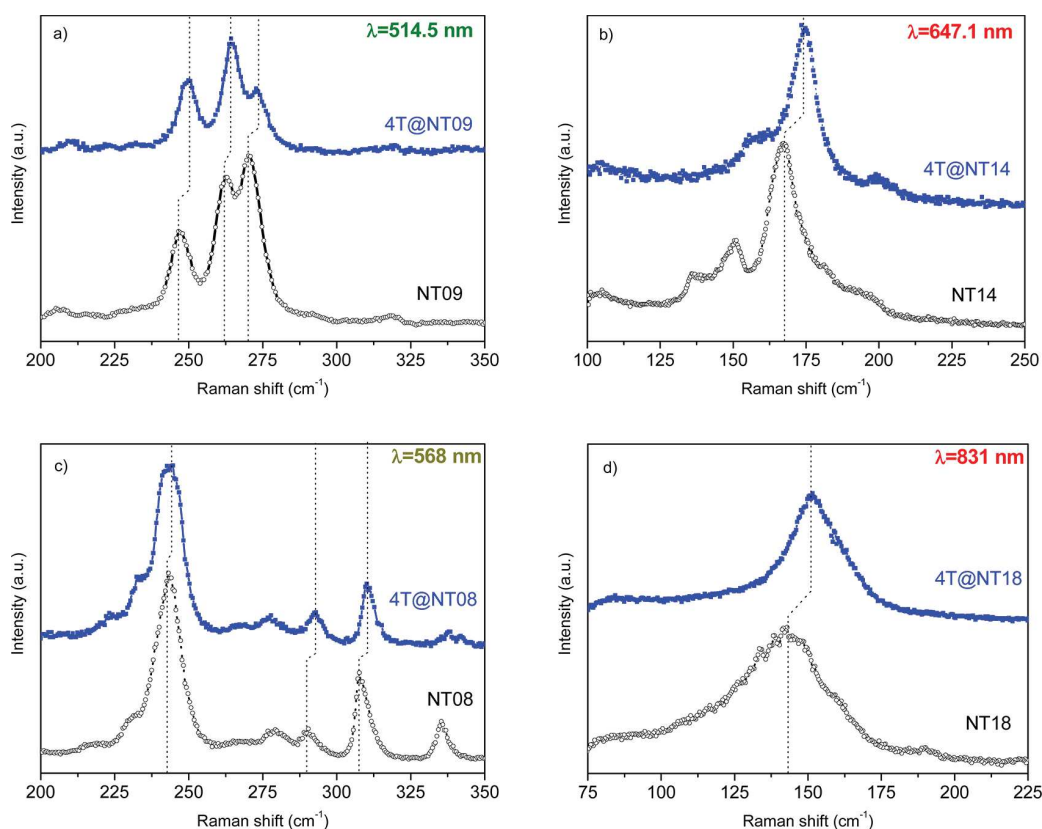 a)
λ=514.5 nm
4T@NT09
NT09
Intensity (a.u.)
200 225 250 275 300 325 350
Raman shift (cm⁻¹)
b)
λ=647.1 nm
4T@NT14
NT14
Intensity (a.u.)
100 125 150 175 200 225 250
Raman shift (cm⁻¹)
c)
λ=568 nm
4T@NT08
NT08
Intensity (a.u.)
200 225 250 275 300 325 350
Raman shift (cm⁻¹)
d)
λ=831 nm
4T@NT18
NT18
Intensity (a.u.)
75 100 125 150 175 200 225
Raman shift (cm⁻¹)